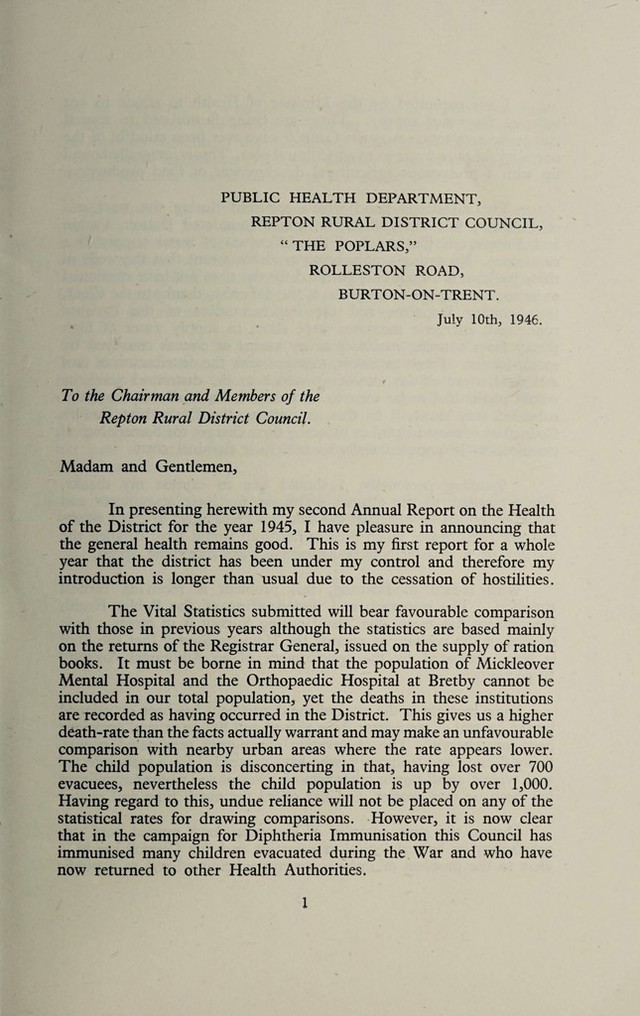 PUBLIC HEALTH DEPARTMENT,
REPTON RURAL DISTRICT COUNCIL,
“ THE POPLARS,”
ROLLESTON ROAD,
BURTON-ON-TRENT.
July 10th, 1946.
To the Chairman and Members of the
Repton Rural District Council.
Madam and Gentlemen,
In presenting herewith my second Annual Report on the Health
of the District for the year 1945, I have pleasure in announcing that
the general health remains good. This is my first report for a whole
year that the district has been under my control and therefore my
introduction is longer than usual due to the cessation of hostilities.
The Vital Statistics submitted will bear favourable comparison
with those in previous years although the statistics are based mainly
on the returns of the Registrar General, issued on the supply of ration
books. It must be borne in mind that the population of Mickleover
Mental Hospital and the Orthopaedic Hospital at Bretby cannot be
included in our total population, yet the deaths in these institutions
are recorded as having occurred in the District. This gives us a higher
death-rate than the facts actually warrant and may make an unfavourable
comparison with nearby urban areas where the rate appears lower.
The child population is disconcerting in that, having lost over 700
evacuees, nevertheless the child population is up by over 1,000.
Having regard to this, undue reliance will not be placed on any of the
statistical rates for drawing comparisons. However, it is now clear
that in the campaign for Diphtheria Immunisation this Council has
immunised many children evacuated during the War and who have
now returned to other Health Authorities.
1